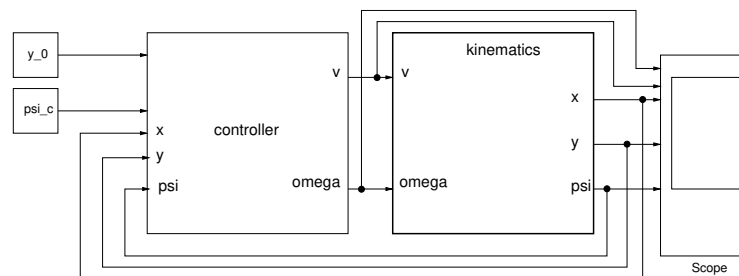 y_0
psi_c
controller
x
y
psi
v
omega
kinematics
v
omega
x
y
psi
Scope